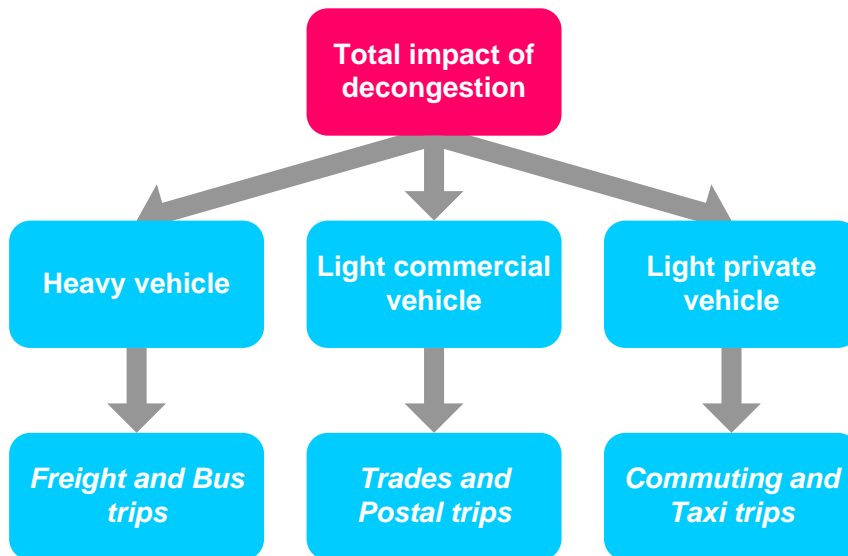 Total impact of
decongestion
Heavy vehicle
Light commercial
vehicle
Light private
vehicle
Freight and Bus
trips
Trades and
Postal trips
Commuting and
Taxi trips